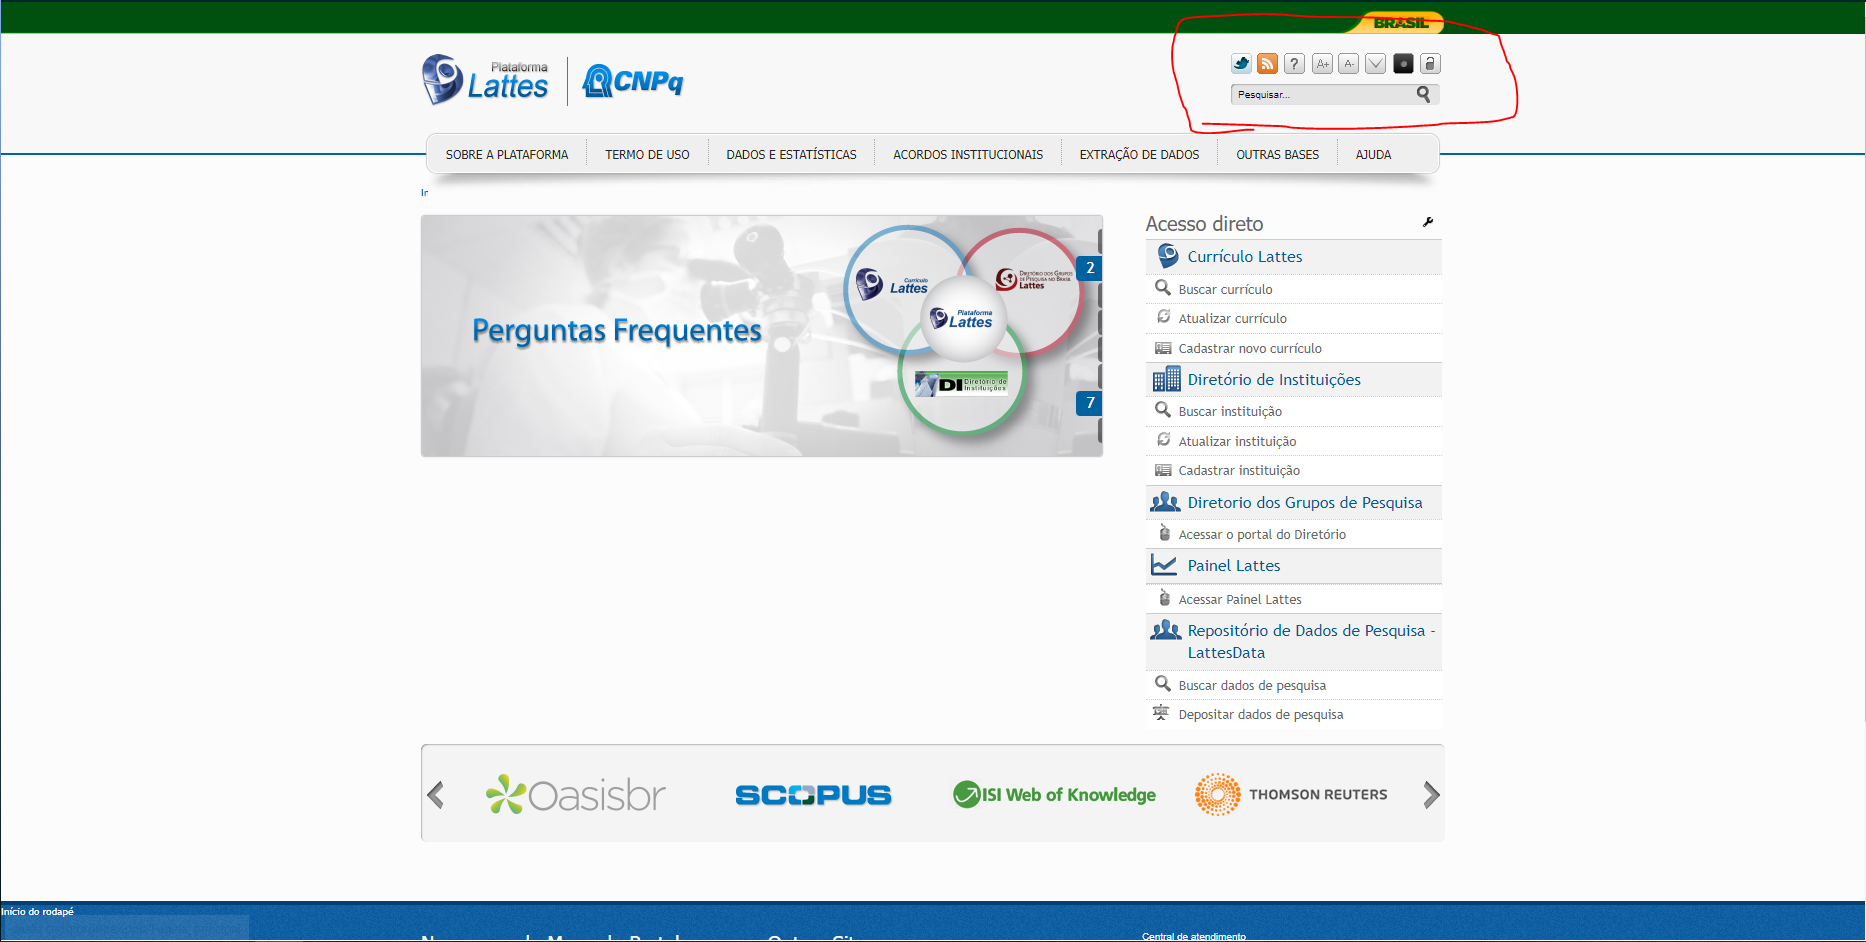 BRASIL
Plataforma
Lattes
CNPq
? A+ A-
Pesquisar...
SOBRE A PLATAFORMA TERMO DE USO DADOS E ESTATÍSTICAS ACORDOS INSTITUCIONAIS EXTRAÇÃO DE DADOS OUTRAS BASES AJUDA
Perguntas Frequentes
Currículo
Lattes
DIRETÓRIO DOS GRUPOS
DE PESQUISA NO BRASIL
Lattes
Plataforma
Lattes
DI Diretório de
Instituições
2
7
Acesso direto
Currículo Lattes
Buscar currículo
Atualizar currículo
Cadastrar novo currículo
Diretório de Instituições
Buscar instituição
Atualizar instituição
Cadastrar instituição
Diretorio dos Grupos de Pesquisa
Acessar o portal do Diretório
Painel Lattes
Acessar Painel Lattes
Repositório de Dados de Pesquisa -
LattesData
Buscar dados de pesquisa
Depositar dados de pesquisa
Oasisbr
SCOPUS
ISI Web of Knowledge
THOMSON REUTERS
Início do rodapé
Central de atendimento